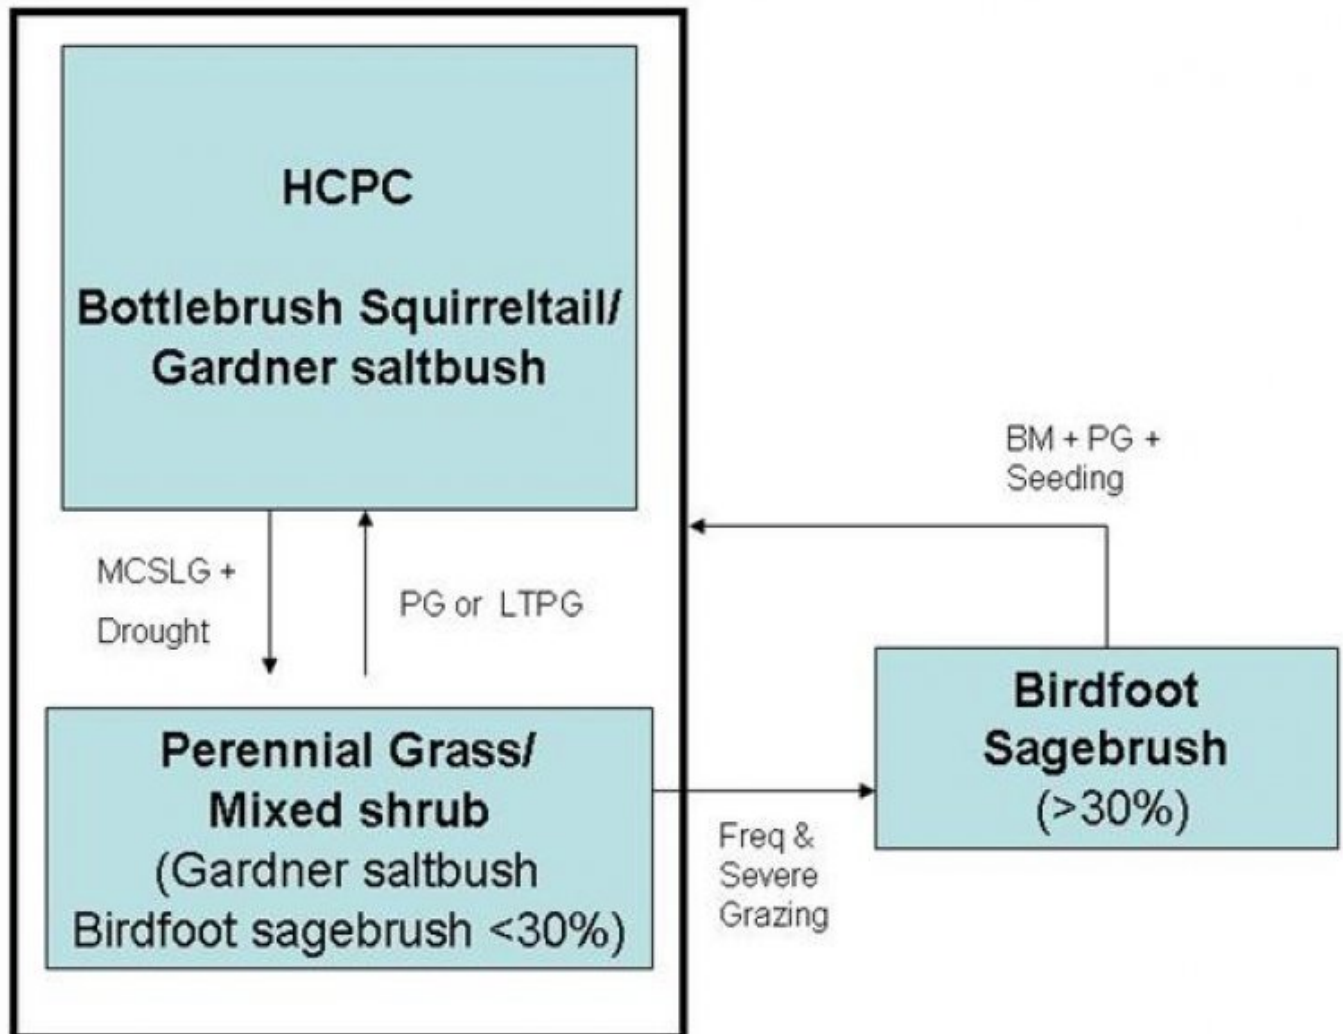 HCPC
Bottlebrush Squirreltail/
Gardner saltbush
MCSLG +
Drought
PG or LTPG
BM + PG +
Seeding
Perennial Grass/
Mixed shrub
(Gardner saltbush
Birdfoot sagebrush <30%)
Freq &
Severe
Grazing
Birdfoot
Sagebrush
(>30%)